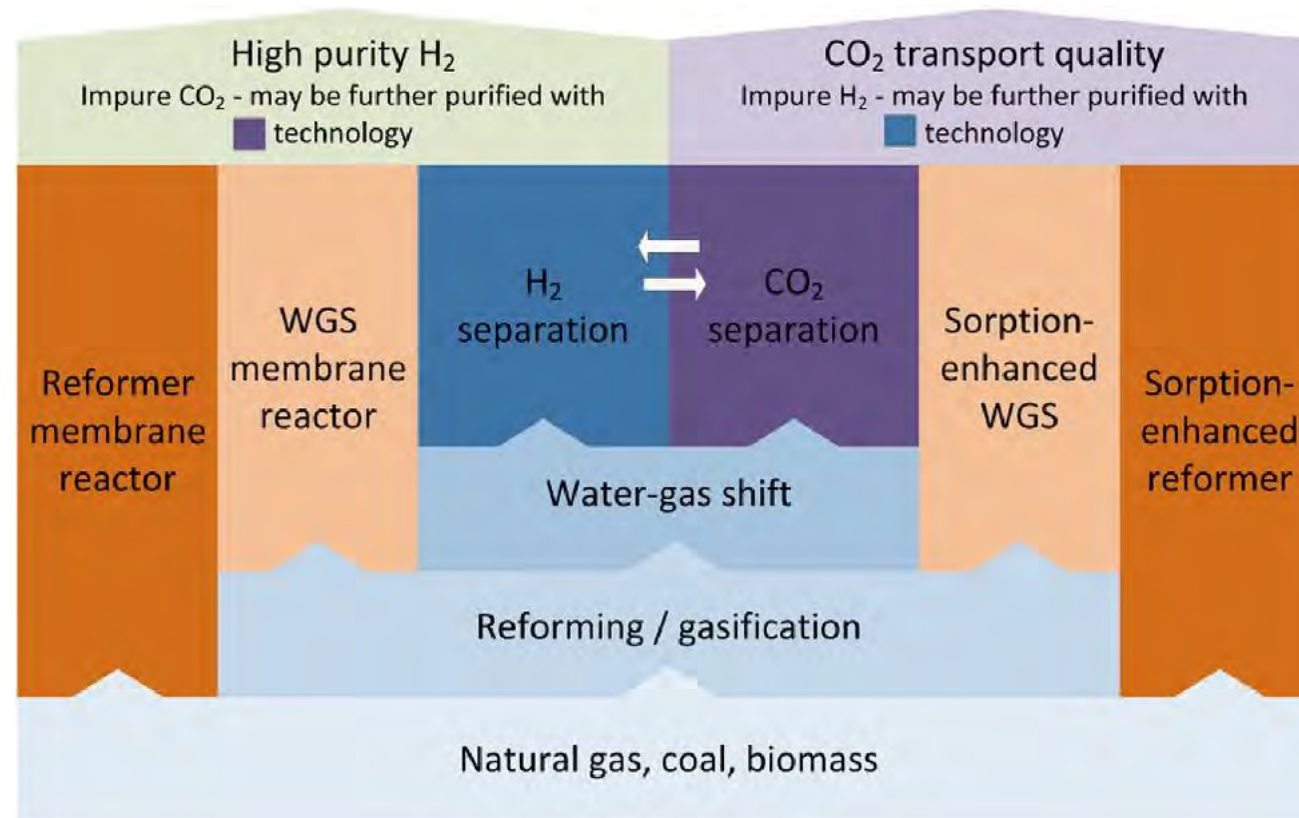 High purity H₂
Impure CO₂ - may be further purified with
technology
CO₂ transport quality
Impure H₂ - may be further purified with
technology
Reformer
membrane
reactor
WGS
membrane
reactor
H₂
separation
CO₂
separation
Sorption-
enhanced
WGS
Sorption-
enhanced
reformer
Water-gas shift
Reforming / gasification
Natural gas, coal, biomass